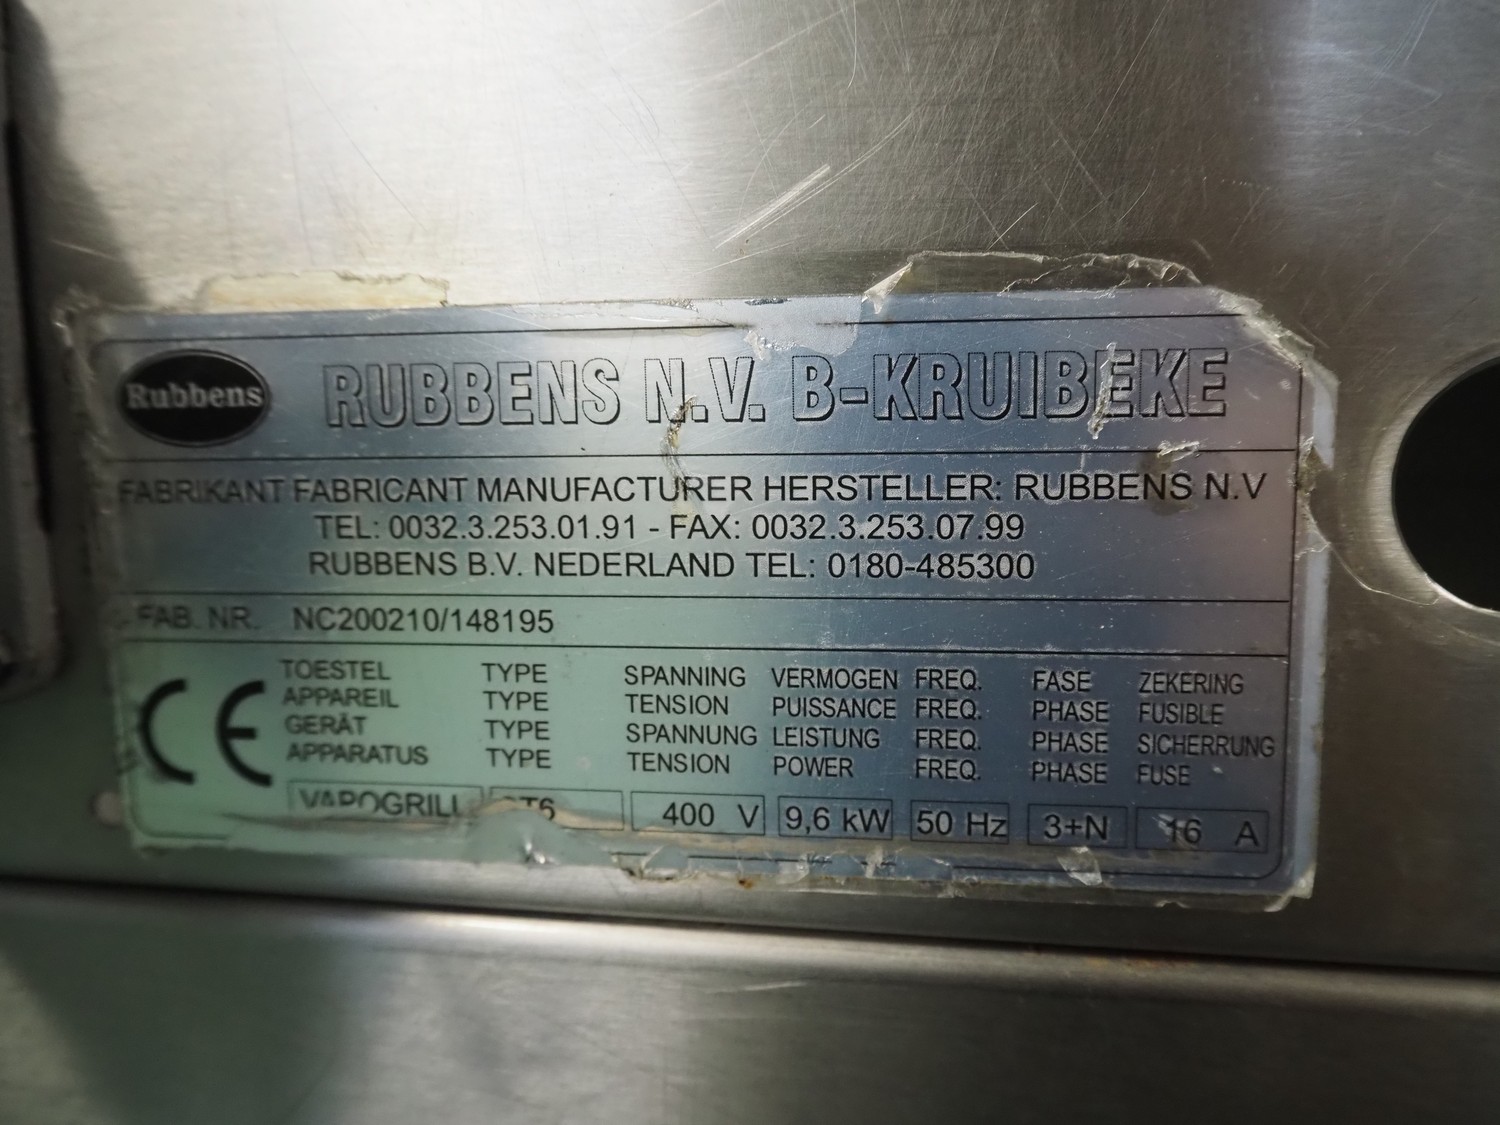 Rubbens
RUBBENS N.V. B-KRUIBEKE
FABRIKANT FABRICANT MANUFACTURER HERSTELLER: RUBBENS N.V
TEL: 0032.3.253.01.91 - FAX: 0032.3.253.07.99
RUBBENS B.V. NEDERLAND TEL: 0180-485300
FAB. NR. NC200210/148195
CE
TOESTEL TYPE SPANNING VERMOGEN FREQ. FASE ZEKERING
APPAREIL TYPE TENSION PUISSANCE FREQ. PHASE FUSIBLE
GERÄT TYPE SPANNUNG LEISTUNG FREQ. PHASE SICHERRUNG
APPARATUS TYPE TENSION POWER FREQ. PHASE FUSE
VAPOGRILL 400 V 9,6 kW 50 Hz 3+N 16 A